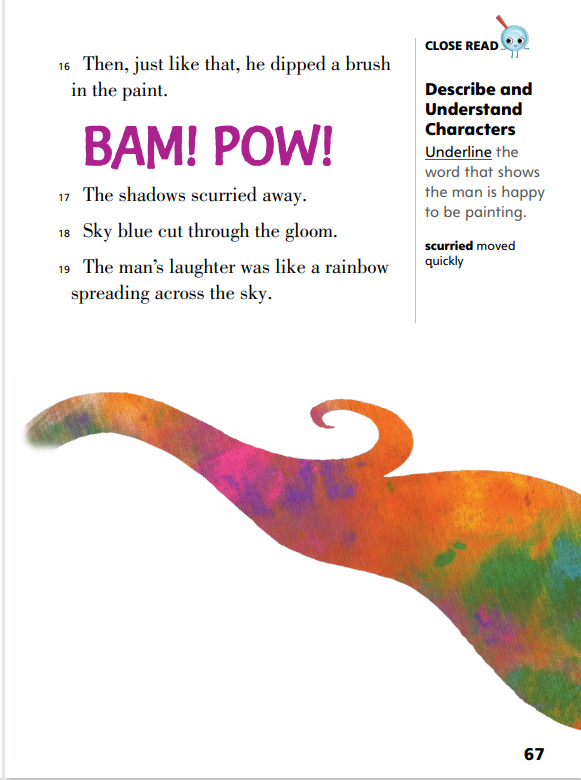 16 Then, just like that, he dipped a brush
in the paint.
BAM! POW!
17 The shadows scurried away.
18 Sky blue cut through the gloom.
19 The man’s laughter was like a rainbow
spreading across the sky.
CLOSE READ
Describe and
Understand
Characters
Underline the
word that shows
the man is happy
to be painting.
scurried moved
quickly
67